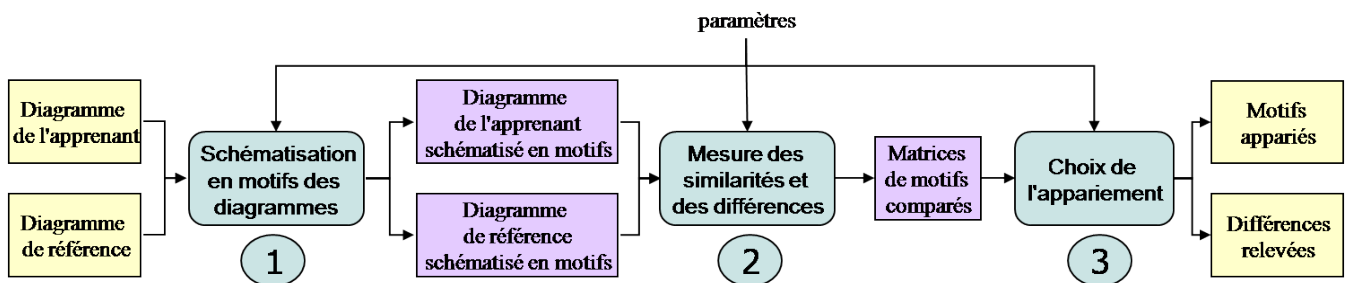 paramètres
Diagramme
de l'apprenant
Diagramme
de référence
Schématisation
en motifs des
diagrammes
1
Diagramme
de l'apprenant
schématisé en motifs
Diagramme
de référence
schématisé en motifs
Mesure des
similarités et
des différences
2
Matrices
de motifs
comparés
Choix de
l'appariement
3
Motifs
appariés
Différences
relevées